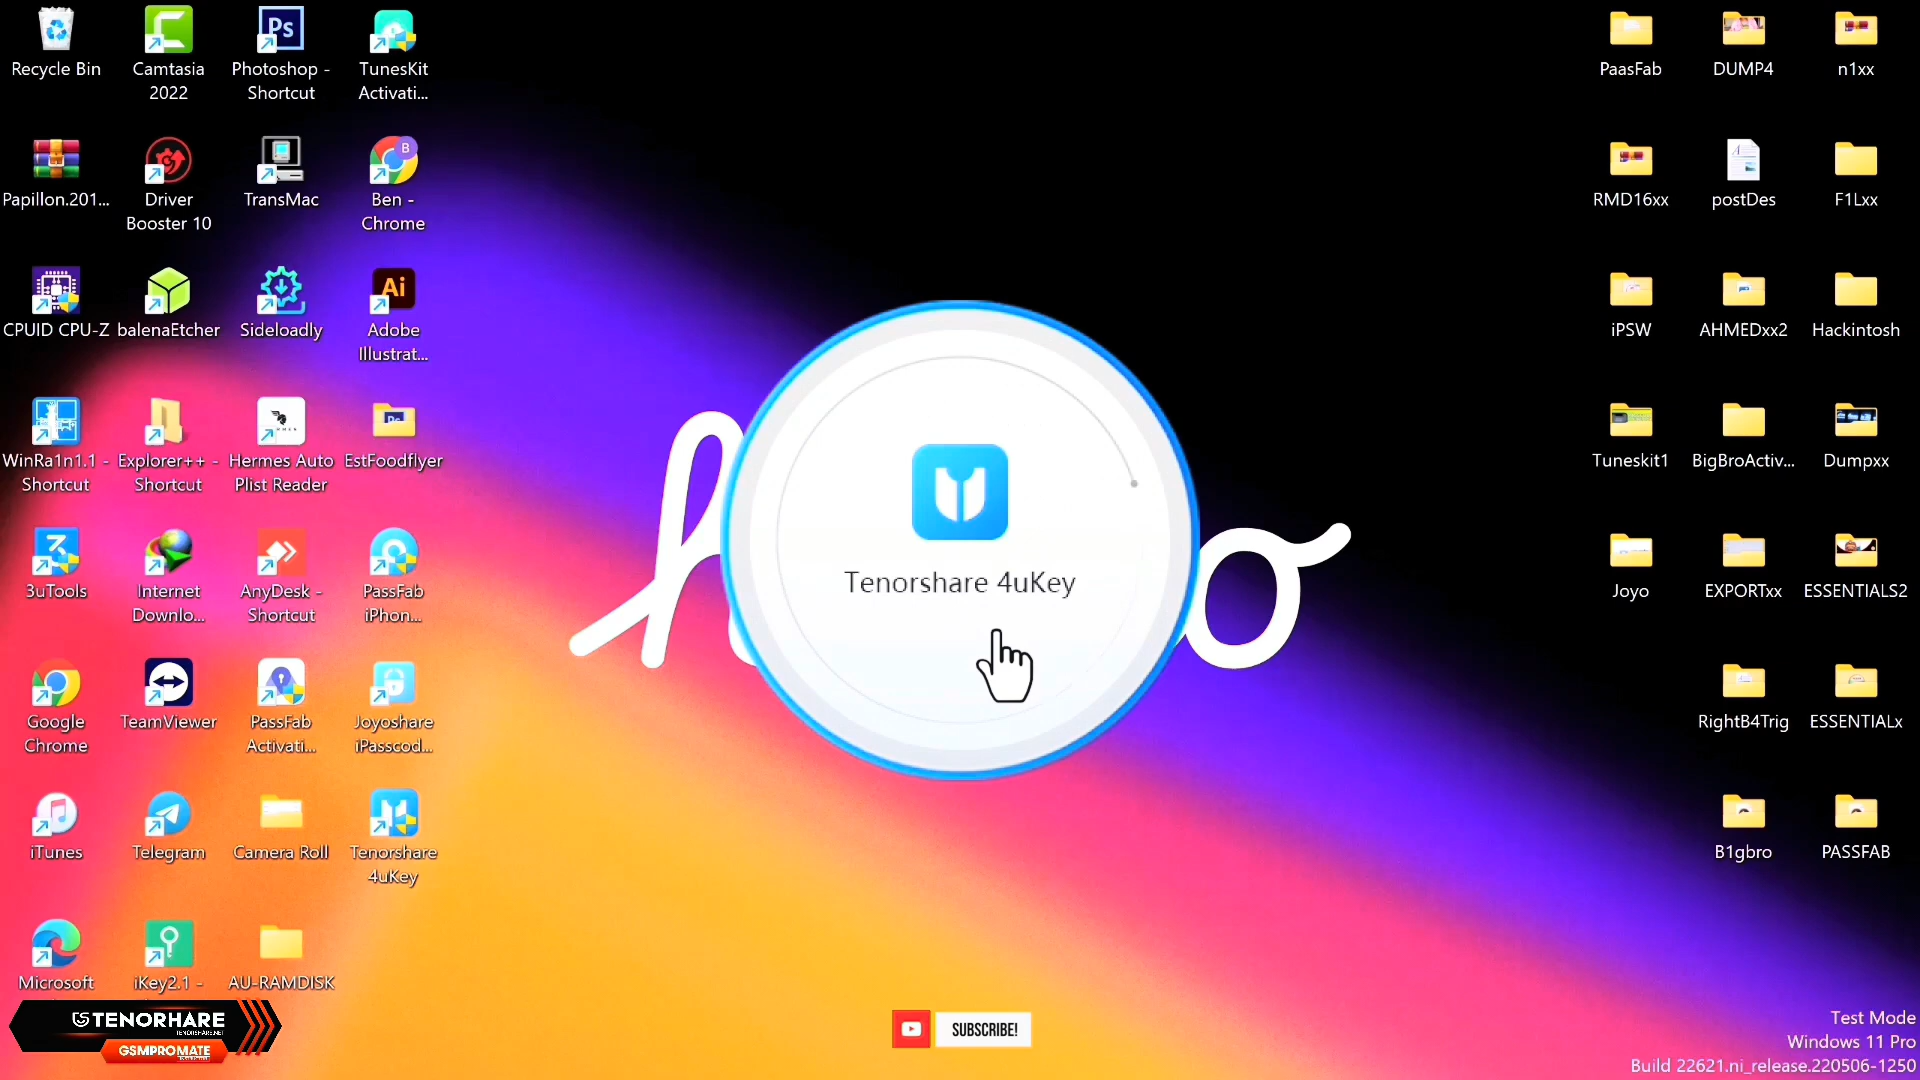 Recycle Bin
Camtasia
2022
Photoshop -
Shortcut
TunesKit
Activati...
Papillon.201...
Driver
Booster 10
TransMac
Ben -
Chrome
CPUID CPU-Z
balenaEtcher
Sideloadly
Adobe
Illustrat...
WinRa1n1.1 -
Shortcut
Explorer++ -
Shortcut
Hermes Auto
Plist Reader
EstFoodflyer
3uTools
Internet
Downlo...
AnyDesk -
Shortcut
PassFab
iPhon...
Google
Chrome
TeamViewer
PassFab
Activati...
Joyoshare
iPasscod...
iTunes
Telegram
Camera Roll
Tenorshare
4uKey
Microsoft
iKey2.1 -
AU-RAMDISK
Tenorshare 4uKey
PaasFab
DUMP4
n1xx
RMD16xx
postDes
F1Lxx
iPSW
AHMEDxx2
Hackintosh
Tuneskit1
BigBroActiv...
Dumpxx
Joyo
EXPORTxx
ESSENTIALS2
RightB4Trig
ESSENTIALx
B1gbro
PASSFAB
TENORHARE
GSMPROMATE
SUBSCRIBE!
Test Mode
Windows 11 Pro
Build 22621.ni_release.220506-1250